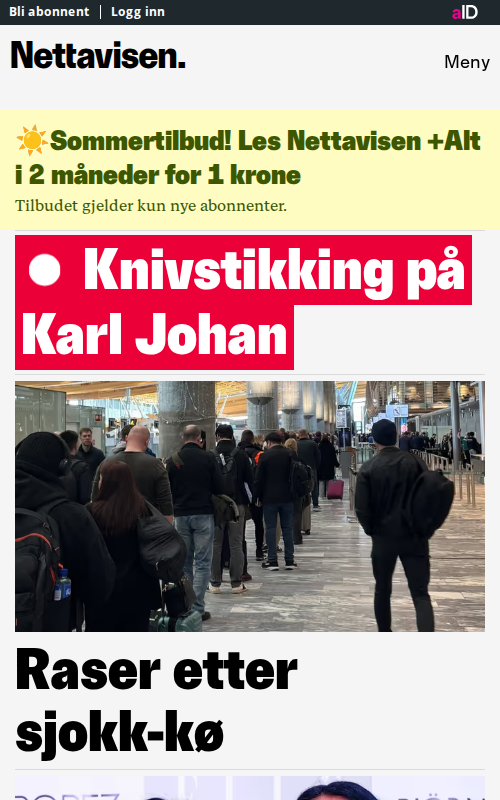 Bli abonnent | Logg inn
aID
Nettavisen.
Meny
☀️Sommertilbud! Les Nettavisen +Alt
i 2 måneder for 1 krone
Tilbudet gjelder kun nye abonnenter.
Knivstikking på
Karl Johan
Raser etter
sjokk-kø